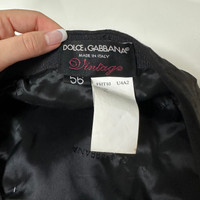 DOLCE & GABBANA
MADE IN ITALY
Vintage
56